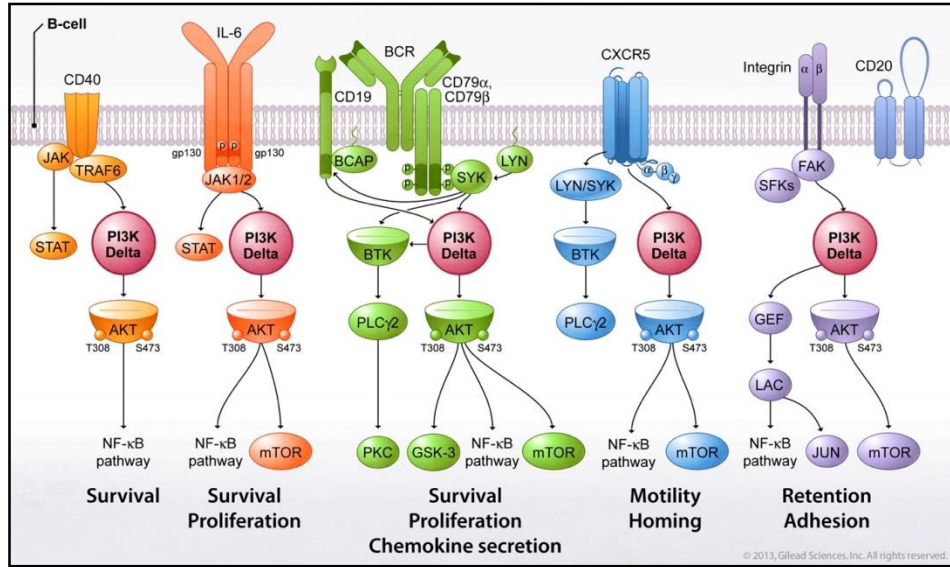 B-cell
CD40
IL-6
BCR
CD19
CD79α,
CD79β
CXCR5
Integrin
α β
CD20
JAK
TRAF6
gp130
P P
gp130
JAK1/2
BCAP
P P
P P
SYK
LYN
LYN/SYK
α β γ
FAK
SFKs
STAT
PI3K
Delta
STAT
PI3K
Delta
BTK
PI3K
Delta
BTK
PI3K
Delta
PI3K
Delta
AKT
T308 S473
AKT
T308 S473
PLCγ2
AKT
T308 S473
PLCγ2
AKT
T308 S473
GEF
AKT
T308 S473
LAC
NF-κB
pathway
NF-κB
pathway
mTOR
PKC
GSK-3
NF-κB
pathway
mTOR
NF-κB
pathway
mTOR
NF-κB
pathway
JUN
mTOR
Survival
Survival
Proliferation
Survival
Proliferation
Chemokine secretion
Motility
Homing
Retention
Adhesion
© 2013, Gilead Sciences, Inc. All rights reserved.